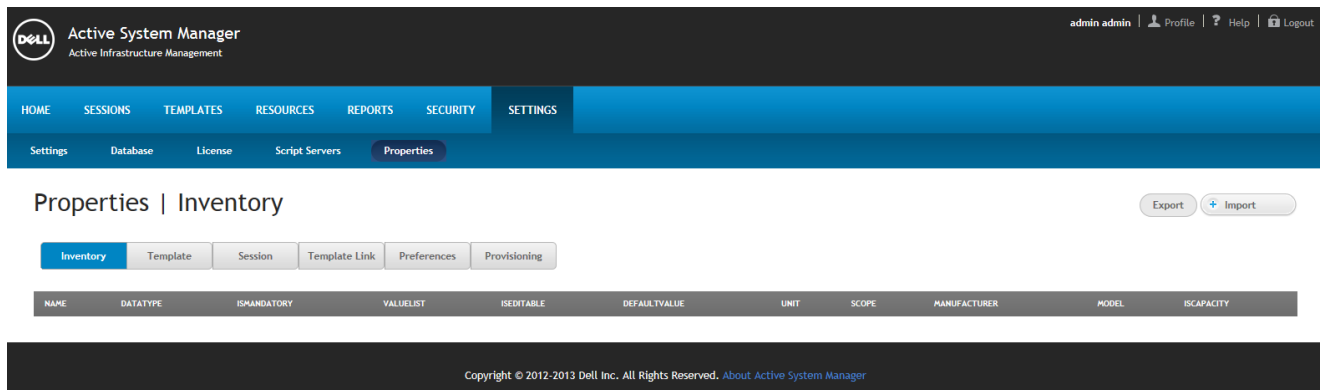 DELL
Active System Manager
Active Infrastructure Management
admin admin | Profile | ? Help | Logout
HOME SESSIONS TEMPLATES RESOURCES REPORTS SECURITY SETTINGS
Settings Database License Script Servers Properties
Properties | Inventory
Export + Import
Inventory Template Session Template Link Preferences Provisioning
NAME DATATYPE ISMANDATORY VALUELIST ISEDITABLE DEFAULTVALUE UNIT SCOPE MANUFACTURER MODEL ISCAPACITY
Copyright © 2012-2013 Dell Inc. All Rights Reserved. About Active System Manager